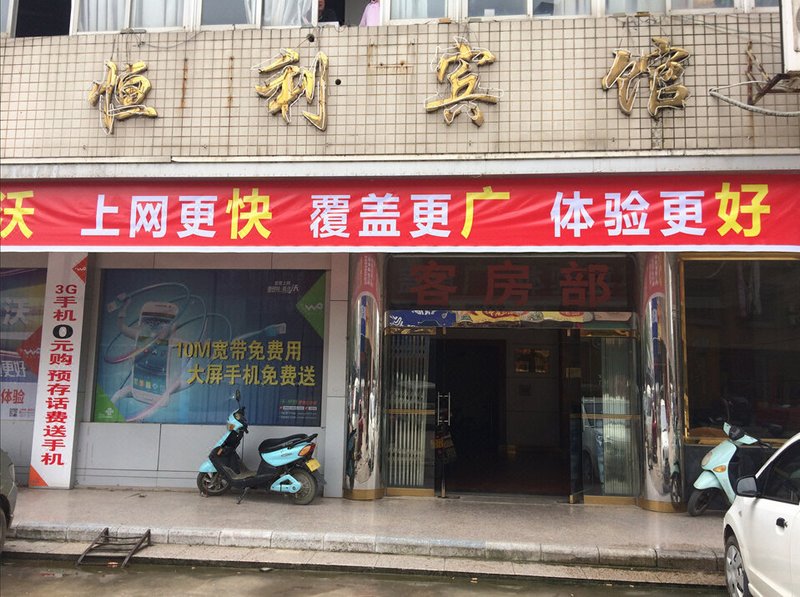 恒利宾馆
沃 上网更快 覆盖更广 体验更好
客房部
3G手机0元购 预存话费送手机
10M宽带免费用
大屏手机免费送
沃
更好
体验